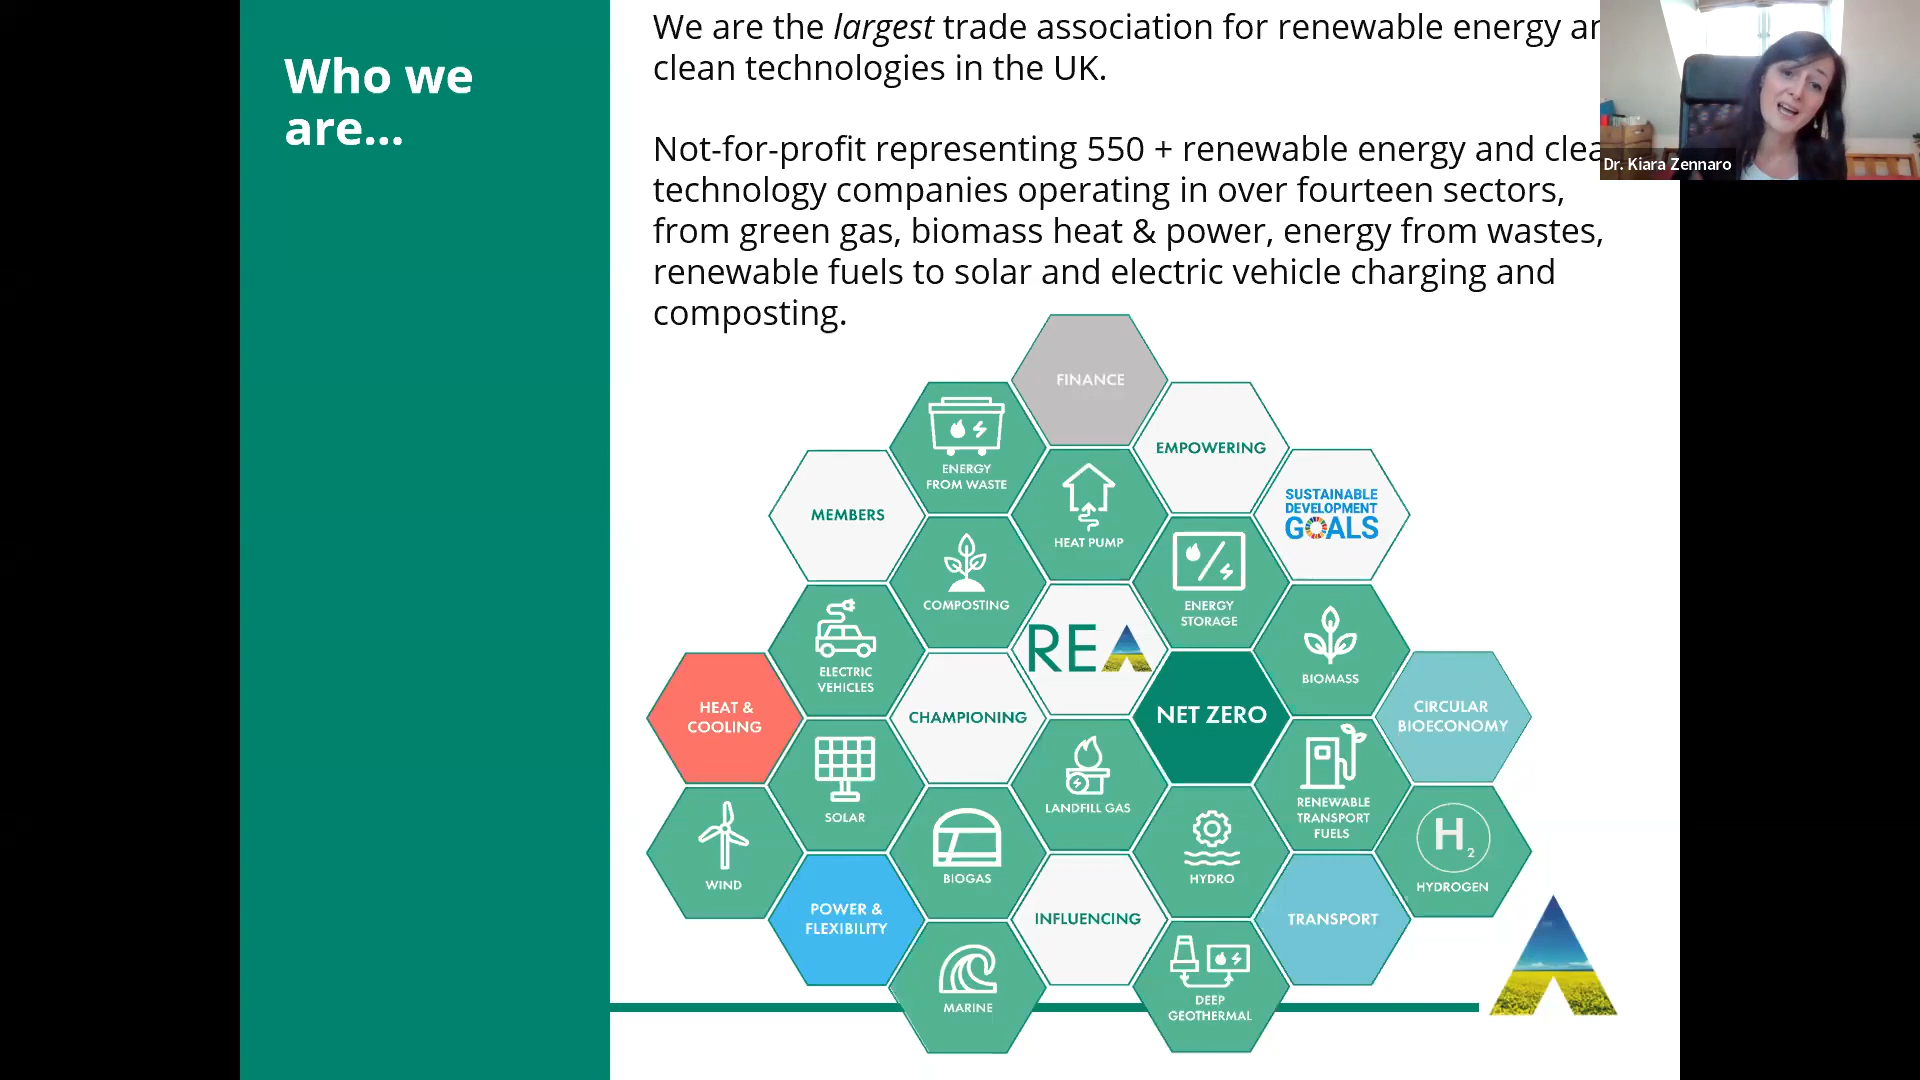 Who we
are...
We are the largest trade association for renewable energy
clean technologies in the UK.
Not-for-profit representing 550 + renewable energy and
technology companies operating in over fourteen sectors,
from green gas, biomass heat & power, energy from wastes,
renewable fuels to solar and electric vehicle charging and
composting.
Dr. Kiara Zennaro
FINANCE
ENERGY
FROM WASTE
EMPOWERING
MEMBERS
HEAT PUMP
SUSTAINABLE
DEVELOPMENT
GOALS
COMPOSTING
ENERGY
STORAGE
ELECTRIC
VEHICLES
REA
BIOMASS
HEAT &
COOLING
CHAMPIONING
NET ZERO
CIRCULAR
BIOECONOMY
SOLAR
LANDFILL GAS
RENEWABLE
TRANSPORT
FUELS
WIND
BIOGAS
HYDRO
H2
HYDROGEN
POWER &
FLEXIBILITY
INFLUENCING
TRANSPORT
MARINE
DEEP
GEOTHERMAL